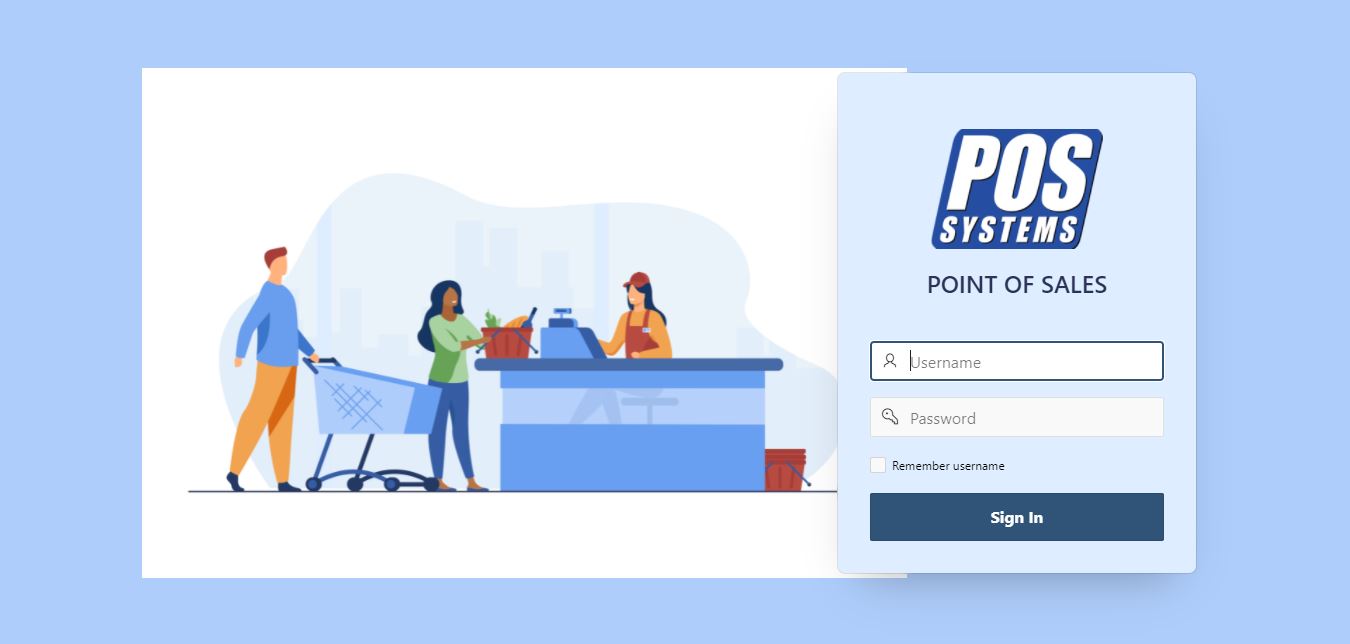 POS
SYSTEMS
POINT OF SALES
Username
Password
Remember username
Sign In